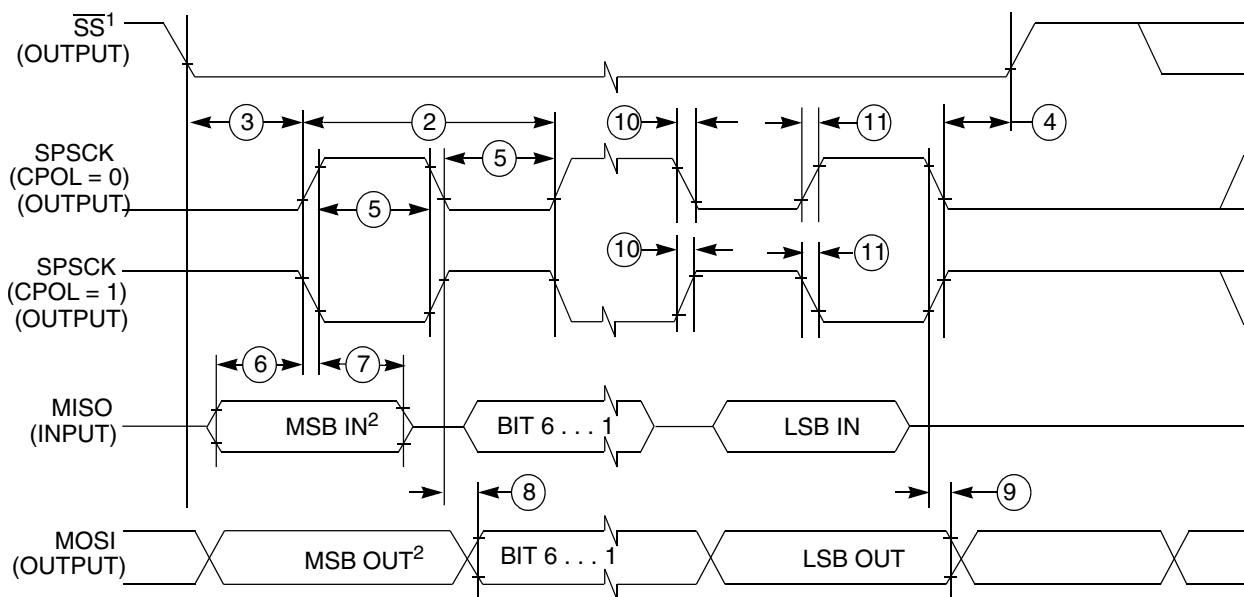 SS¹
(OUTPUT)
3
2
10
11
4
SPSCK
(CPOL = 0)
(OUTPUT)
5
5
SPSCK
(CPOL = 1)
(OUTPUT)
10
11
6
7
MISO
(INPUT)
MSB IN²
BIT 6 . . . 1
LSB IN
8
9
MOSI
(OUTPUT)
MSB OUT²
BIT 6 . . . 1
LSB OUT